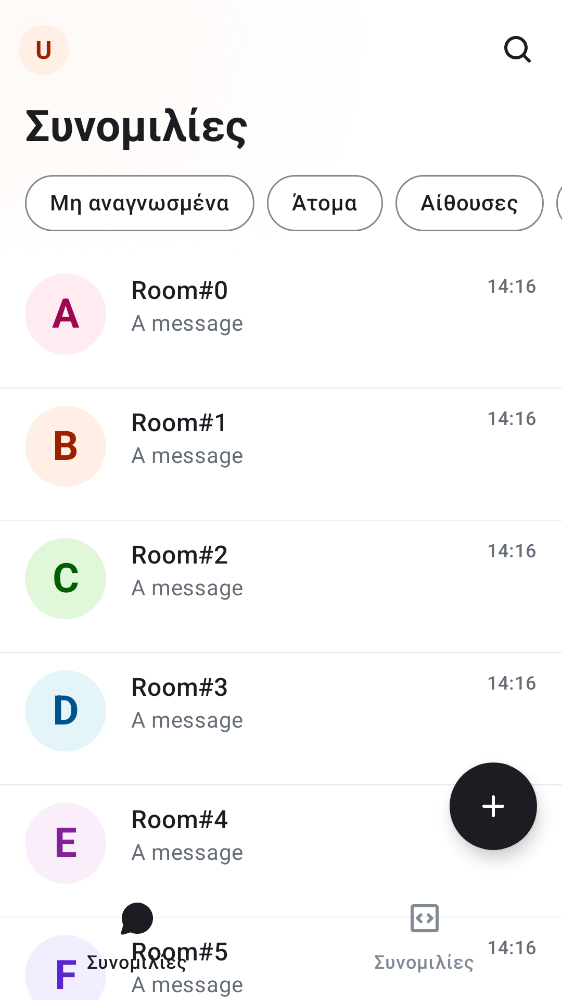 U
Συνομιλίες
Μη αναγνωσμένα Άτομα Αίθουσες
A Room#0 14:16
A message
B Room#1 14:16
A message
C Room#2 14:16
A message
D Room#3 14:16
A message
E Room#4
A message
F Room#5 14:16
A message
Συνομιλίες Συνομιλίες